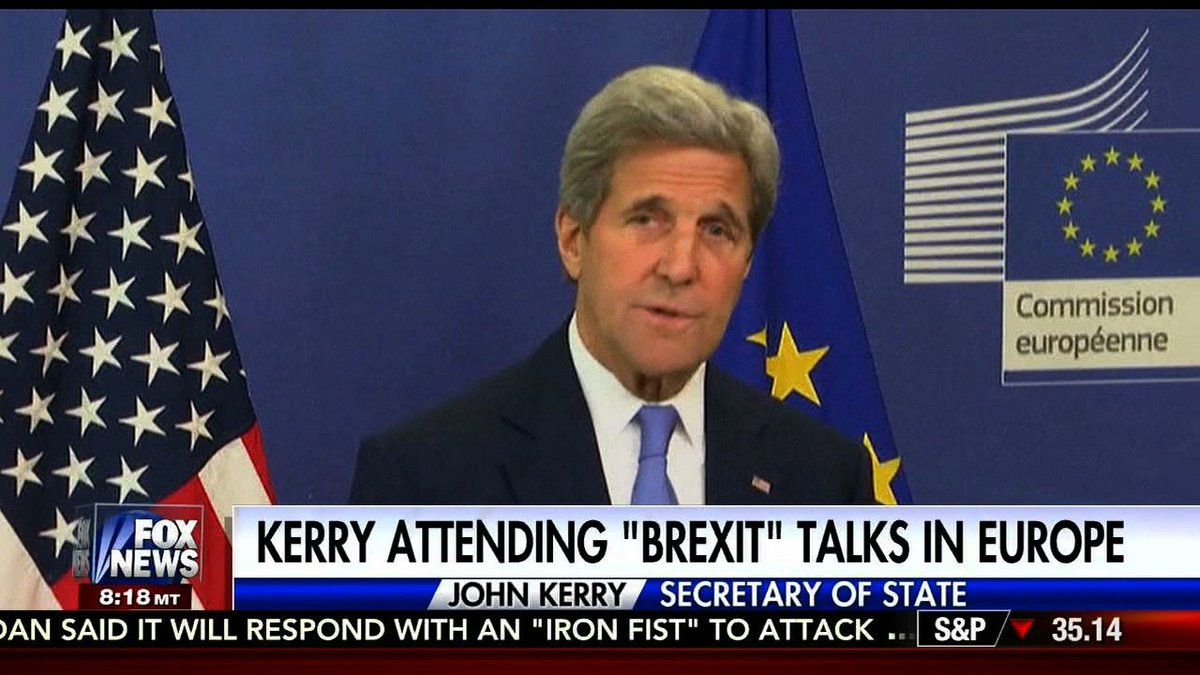 Commission
européenne
FOX
NEWS
8:18 MT
KERRY ATTENDING "BREXIT" TALKS IN EUROPE
JOHN KERRY SECRETARY OF STATE
DAN SAID IT WILL RESPOND WITH AN "IRON FIST" TO ATTACK ... S&P ▼ 35.14